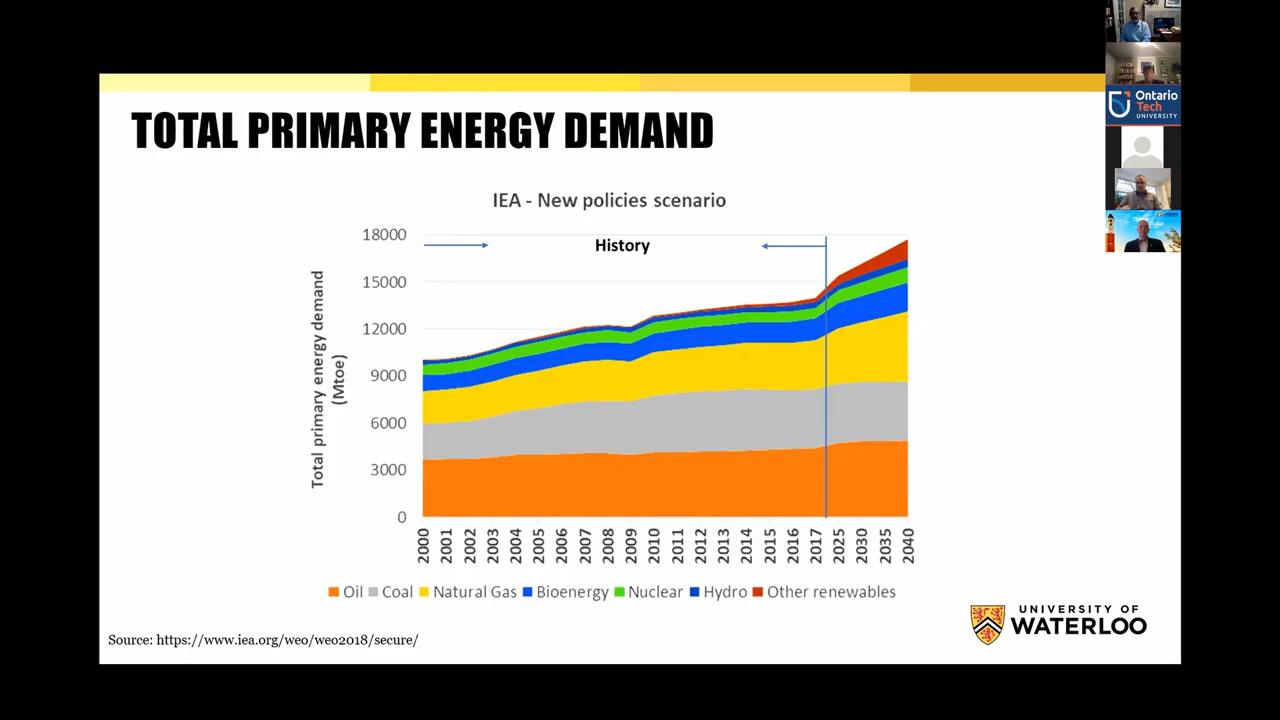 TOTAL PRIMARY ENERGY DEMAND
IEA - New policies scenario
History
Total primary energy demand
(Mtoe)
18000
15000
12000
9000
6000
3000
0
2000
2001
2002
2003
2004
2005
2006
2007
2008
2009
2010
2011
2012
2013
2014
2015
2016
2017
2025
2030
2035
2040
Oil Coal Natural Gas Bioenergy Nuclear Hydro Other renewables
Source: https://www.iea.org/weo/weo2018/secure/
UNIVERSITY OF
WATERLOO
Ontario
Tech
UNIVERSITY